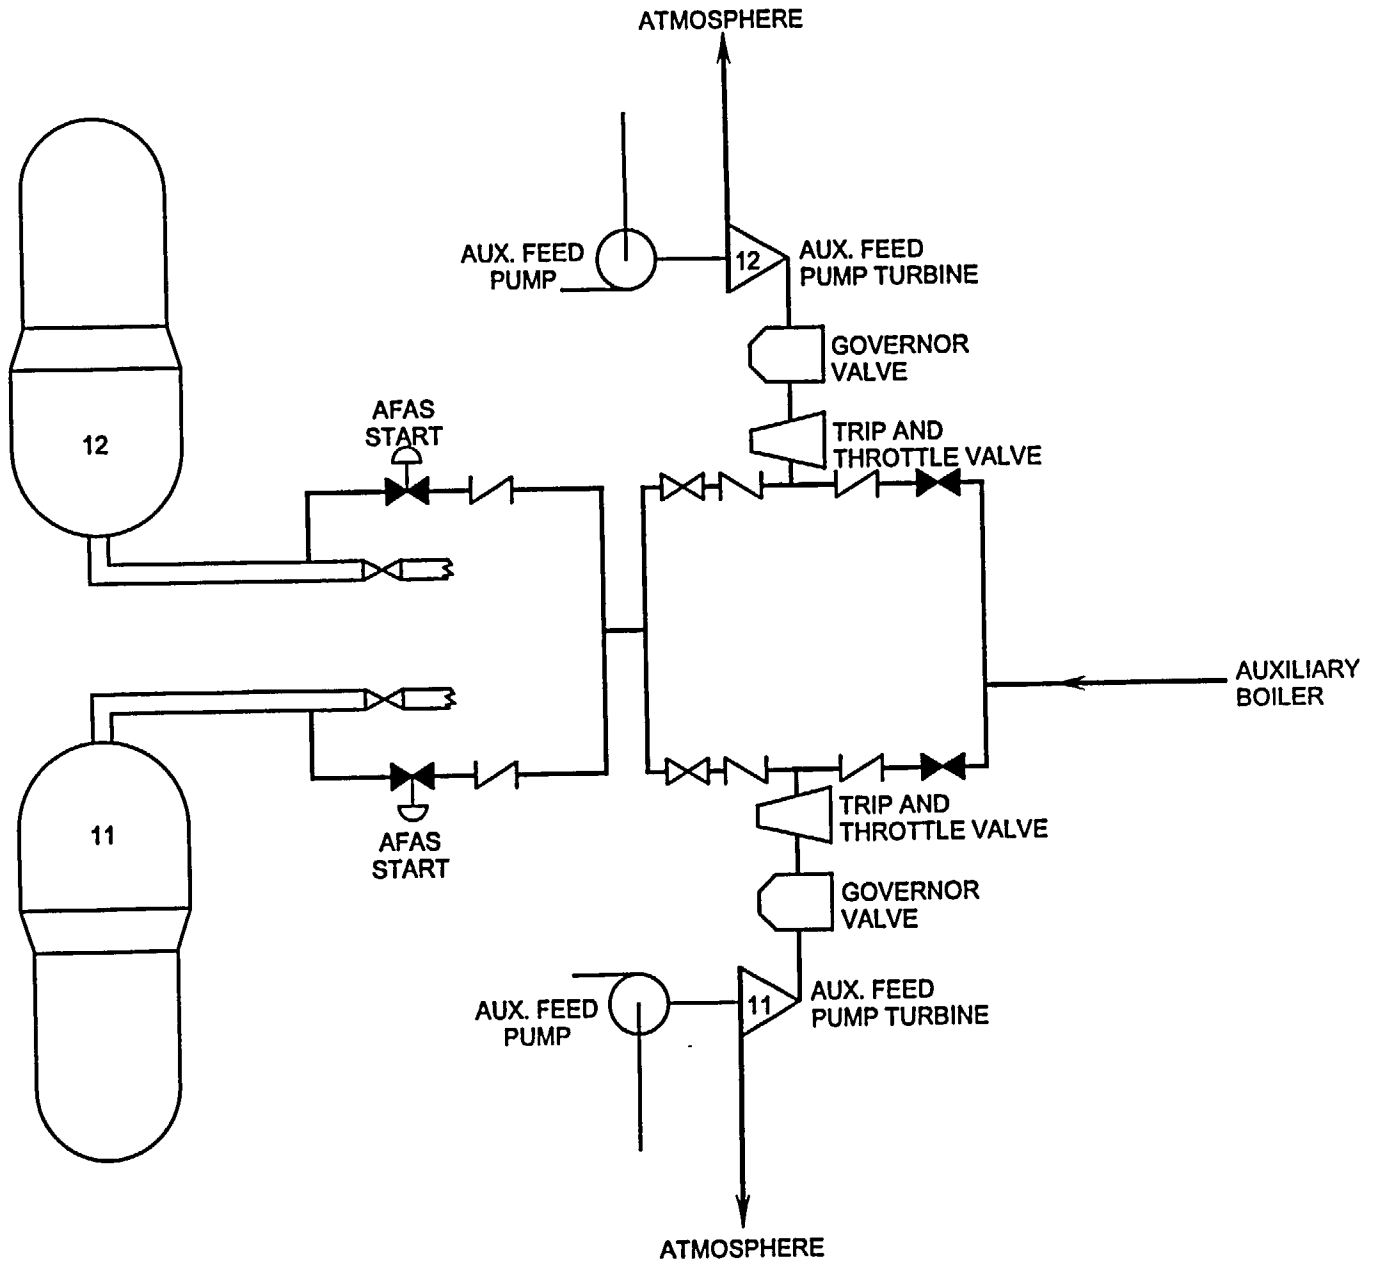 ATMOSPHERE
AUX. FEED
PUMP
12
AUX. FEED
PUMP TURBINE
GOVERNOR
VALVE
12
AFAS
START
TRIP AND
THROTTLE VALVE
AUXILIARY
BOILER
11
AFAS
START
TRIP AND
THROTTLE VALVE
GOVERNOR
VALVE
AUX. FEED
PUMP
11
AUX. FEED
PUMP TURBINE
ATMOSPHERE